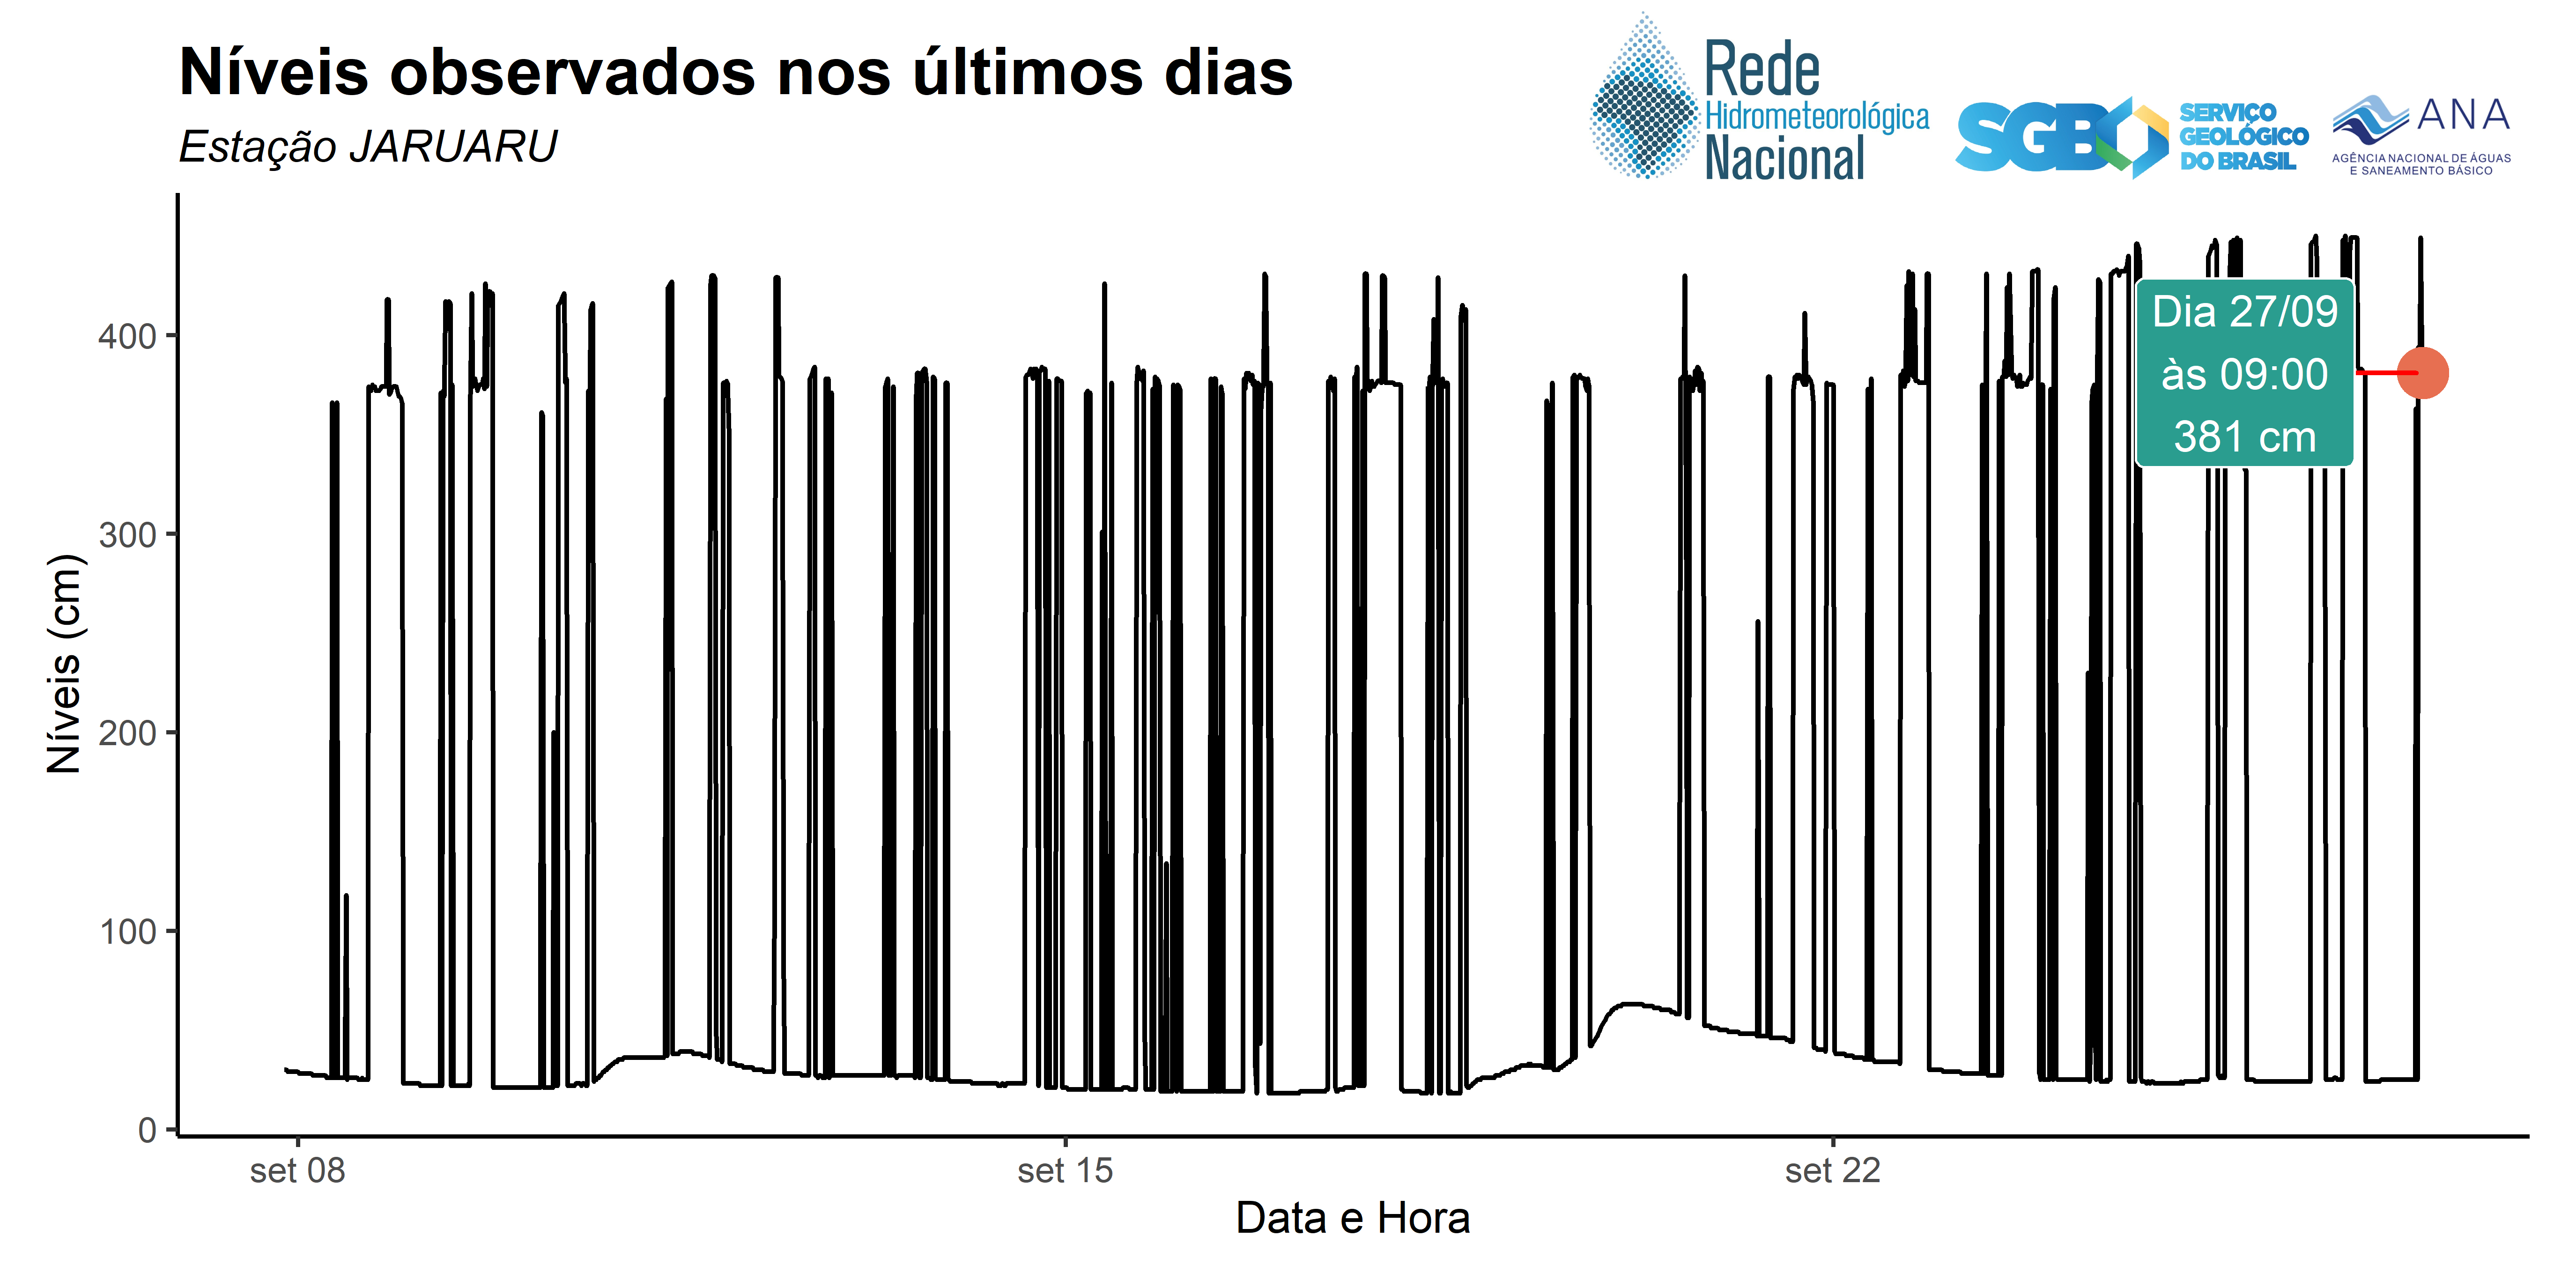 Níveis observados nos últimos dias
Estação JARUARU
Rede
Hidrometeorológica
Nacional
SGB
SERVIÇO
GEOLÓGICO
DO BRASIL
ANA
AGÊNCIA NACIONAL DE ÁGUAS
E SANEAMENTO BÁSICO
Níveis (cm)
400
300
200
100
0
Dia 27/09
às 09:00
381 cm
set 08
set 15
set 22
Data e Hora